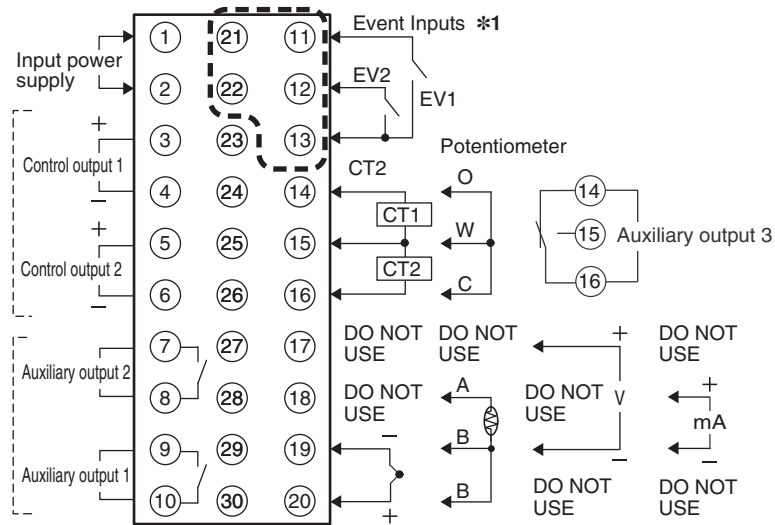 1 21 11 Event Inputs *1
Input power
supply
2 22 12 EV2
EV1
+ 3 23 13
Potentiometer
Control output 1
CT2
− 4 24 14 O 14
CT1
+ 5 25 15 W 15 Auxiliary output 3
Control output 2
CT2
− 6 26 16 C 16
7 27 17 DO NOT
USE DO NOT
USE + DO NOT
USE
Auxiliary output 2
8 28 18 DO NOT
USE A DO NOT
USE V +
mA
9 29 19 − B − −
Auxiliary output 1
10 30 20 + B DO NOT
USE DO NOT
USE